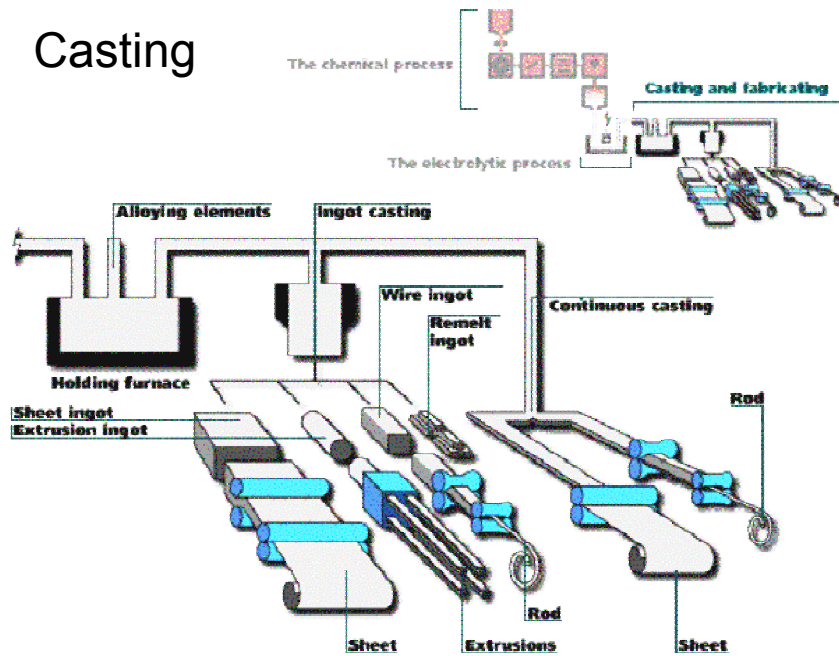 Casting
The chemical process
Casting and fabricating
The electrolytic process
Alloying elements
Ingot casting
Wire ingot
Remelt
ingot
Continuous casting
Holding furnace
Rod
Sheet ingot
Extrusion ingot
Rod
Sheet
Extrusions
Sheet